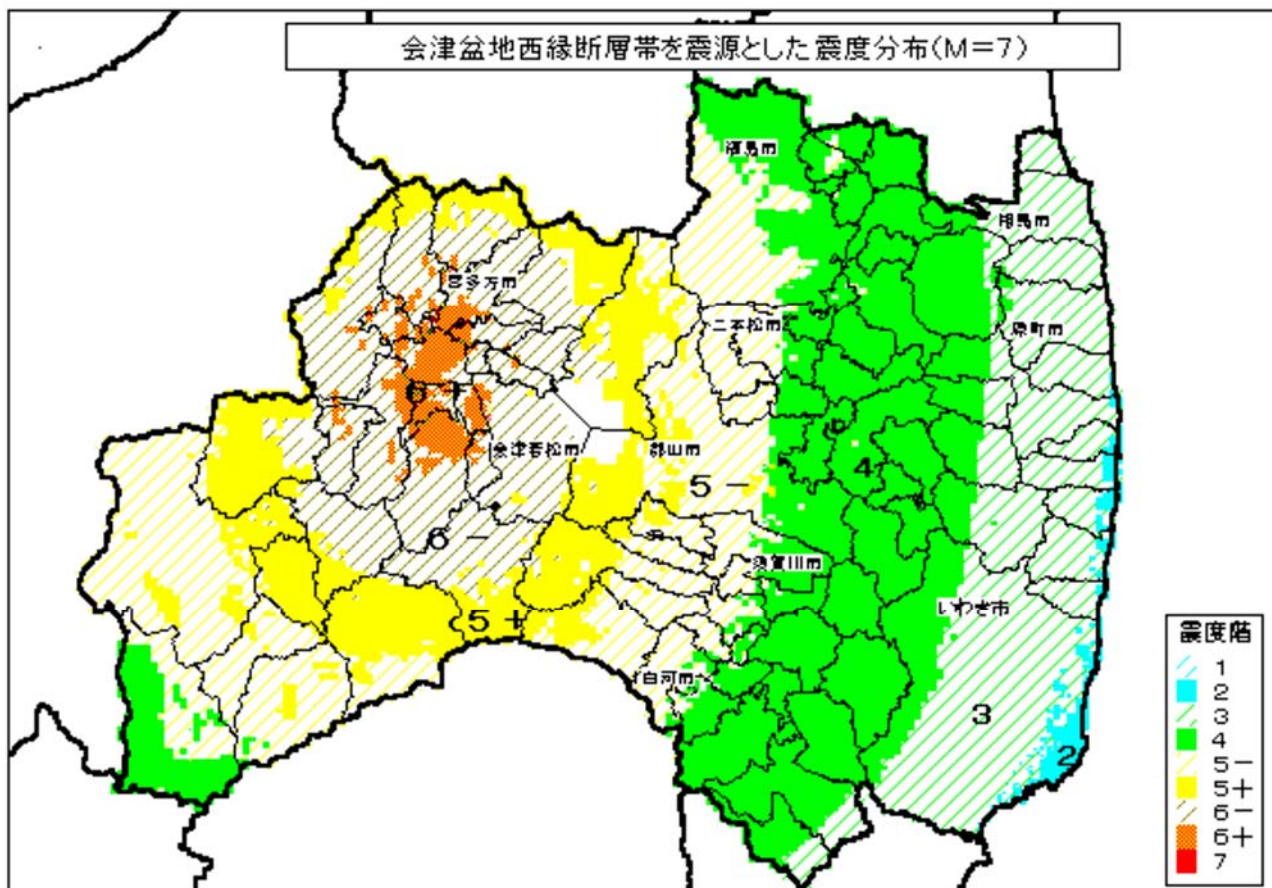 会津盆地西縁断層帯を震源とした震度分布(M=7)
福島市
相馬市
喜多方市
二本松市
原町市
6+
会津若松市
郡山市
4
5-
6-
須賀川市
いわき市
5+
白河市
3
2
震度階
1
2
3
4
5-
5+
6-
6+
7